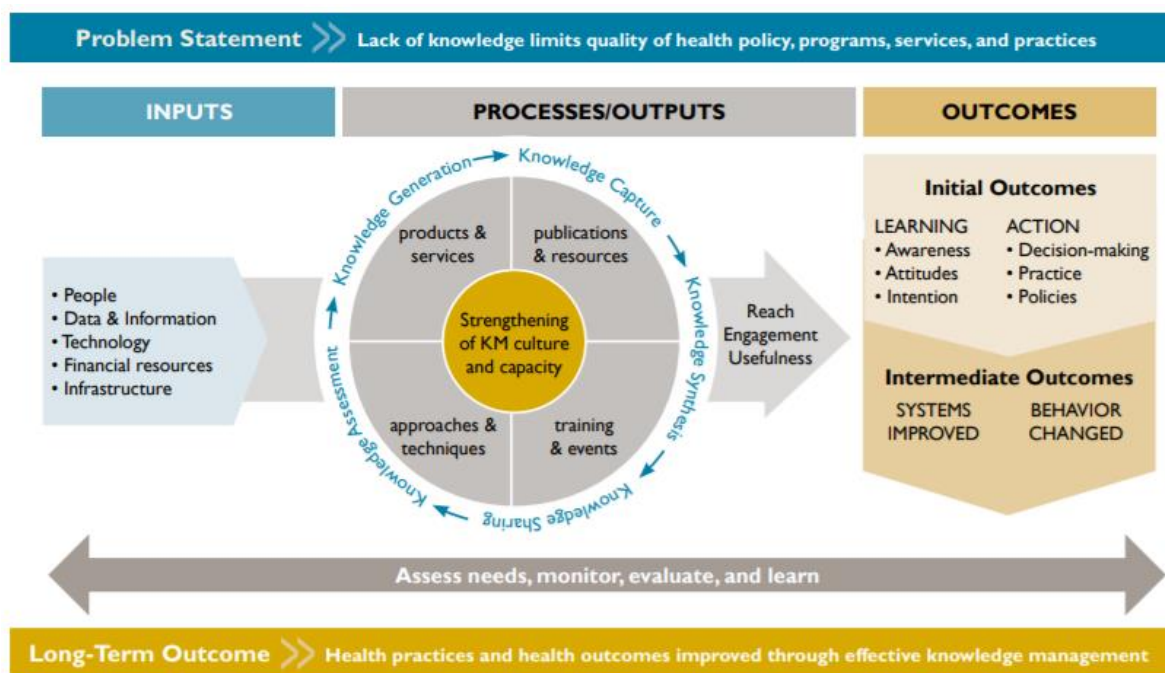 Problem Statement >> Lack of knowledge limits quality of health policy, programs, services, and practices
INPUTS
PROCESSES/OUTPUTS
OUTCOMES
• People
• Data & Information
• Technology
• Financial resources
• Infrastructure
Knowledge Generation
Knowledge Capture
Knowledge Synthesis
Knowledge Sharing
Knowledge Assessment
products &
services
publications
& resources
Strengthening
of KM culture
and capacity
approaches &
techniques
training
& events
Reach
Engagement
Usefulness
Initial Outcomes
LEARNING
• Awareness
• Attitudes
• Intention
ACTION
• Decision-making
• Practice
• Policies
Intermediate Outcomes
SYSTEMS
IMPROVED
BEHAVIOR
CHANGED
Assess needs, monitor, evaluate, and learn
Long-Term Outcome >> Health practices and health outcomes improved through effective knowledge management